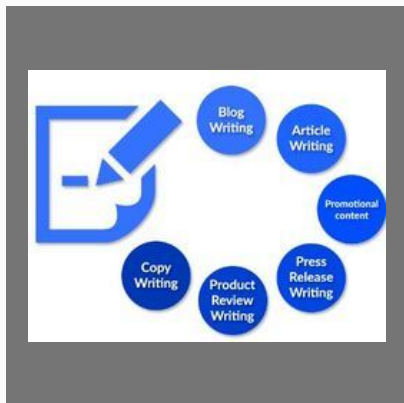 Blog
Writing
Article
Writing
Promotional
content
Press
Release
Writing
Product
Review
Writing
Copy
Writing